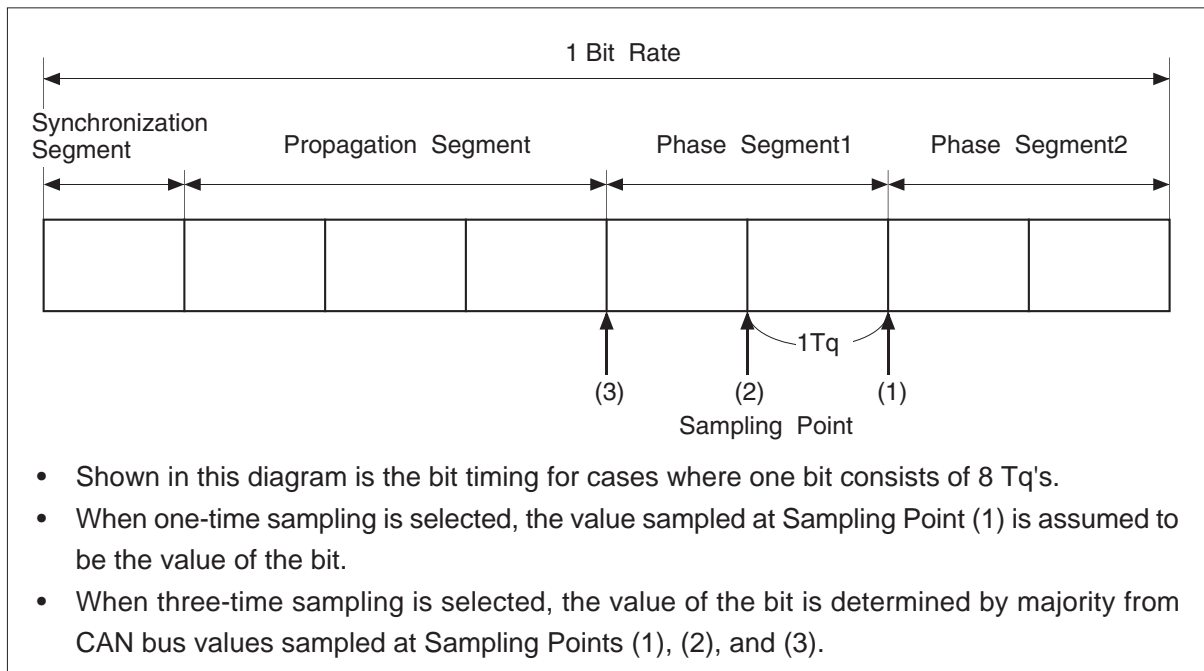 1 Bit Rate
Synchronization
Segment
Propagation Segment
Phase Segment1
Phase Segment2
1Tq
(3)
(2)
(1)
Sampling Point
• Shown in this diagram is the bit timing for cases where one bit consists of 8 Tq's.
• When one-time sampling is selected, the value sampled at Sampling Point (1) is assumed to
be the value of the bit.
• When three-time sampling is selected, the value of the bit is determined by majority from
CAN bus values sampled at Sampling Points (1), (2), and (3).